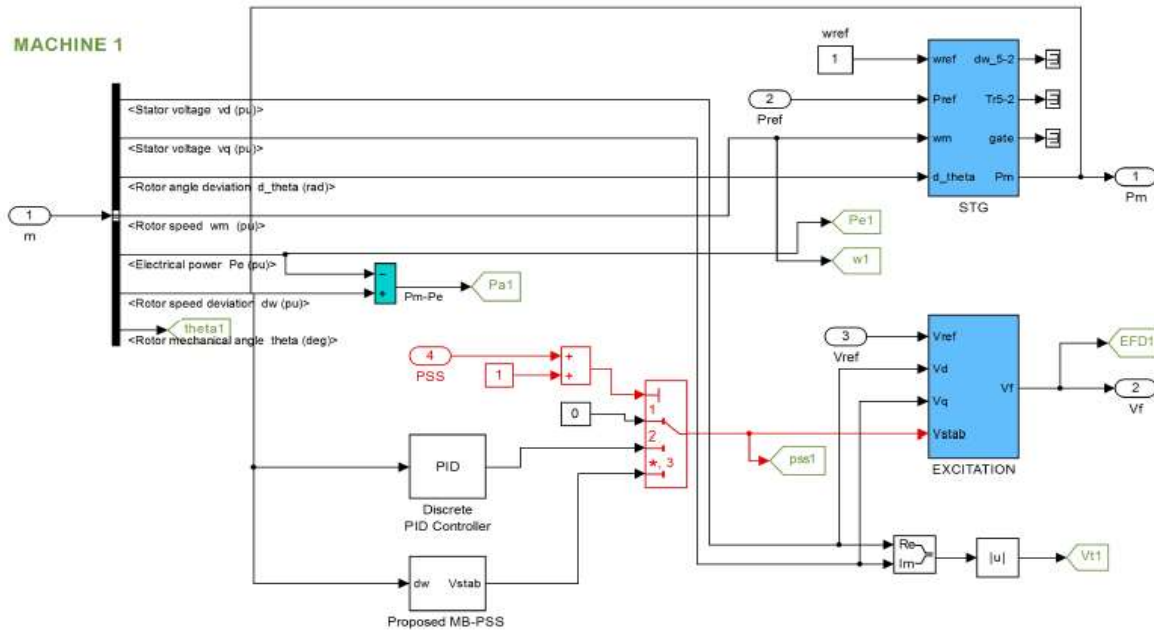 MACHINE 1
wref
1
wref
dw_5-2
<Stator voltage vd (pu)>
2
Pref
Pref
Tr5-2
<Stator voltage vq (pu)>
wm
gate
<Rotor angle deviation d_theta (rad)>
d_theta
Pm
1
Pm
STG
1
m
<Rotor speed wm (pu)>
Pe1
<Electrical power Pe (pu)>
w1
−
+
Pm-Pe
Pa1
<Rotor speed deviation dw (pu)>
theta1
<Rotor mechanical angle theta (deg)>
3
Vref
Vref
EFD1
4
PSS
+
+
1
Vd
Vf
2
Vf
0
1
Vq
2
Vstab
*, 3
pss1
EXCITATION
PID
Discrete
PID Controller
Re
Im
|u|
Vt1
dw
Vstab
Proposed MB-PSS